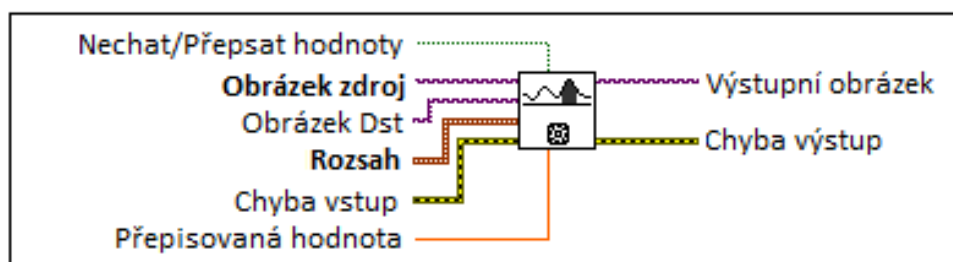 Nechat/Přepsat hodnoty
Obrázek zdroj
Výstupní obrázek
Obrázek Dst
Chyba výstup
Rozsah
Chyba vstup
Přepisovaná hodnota